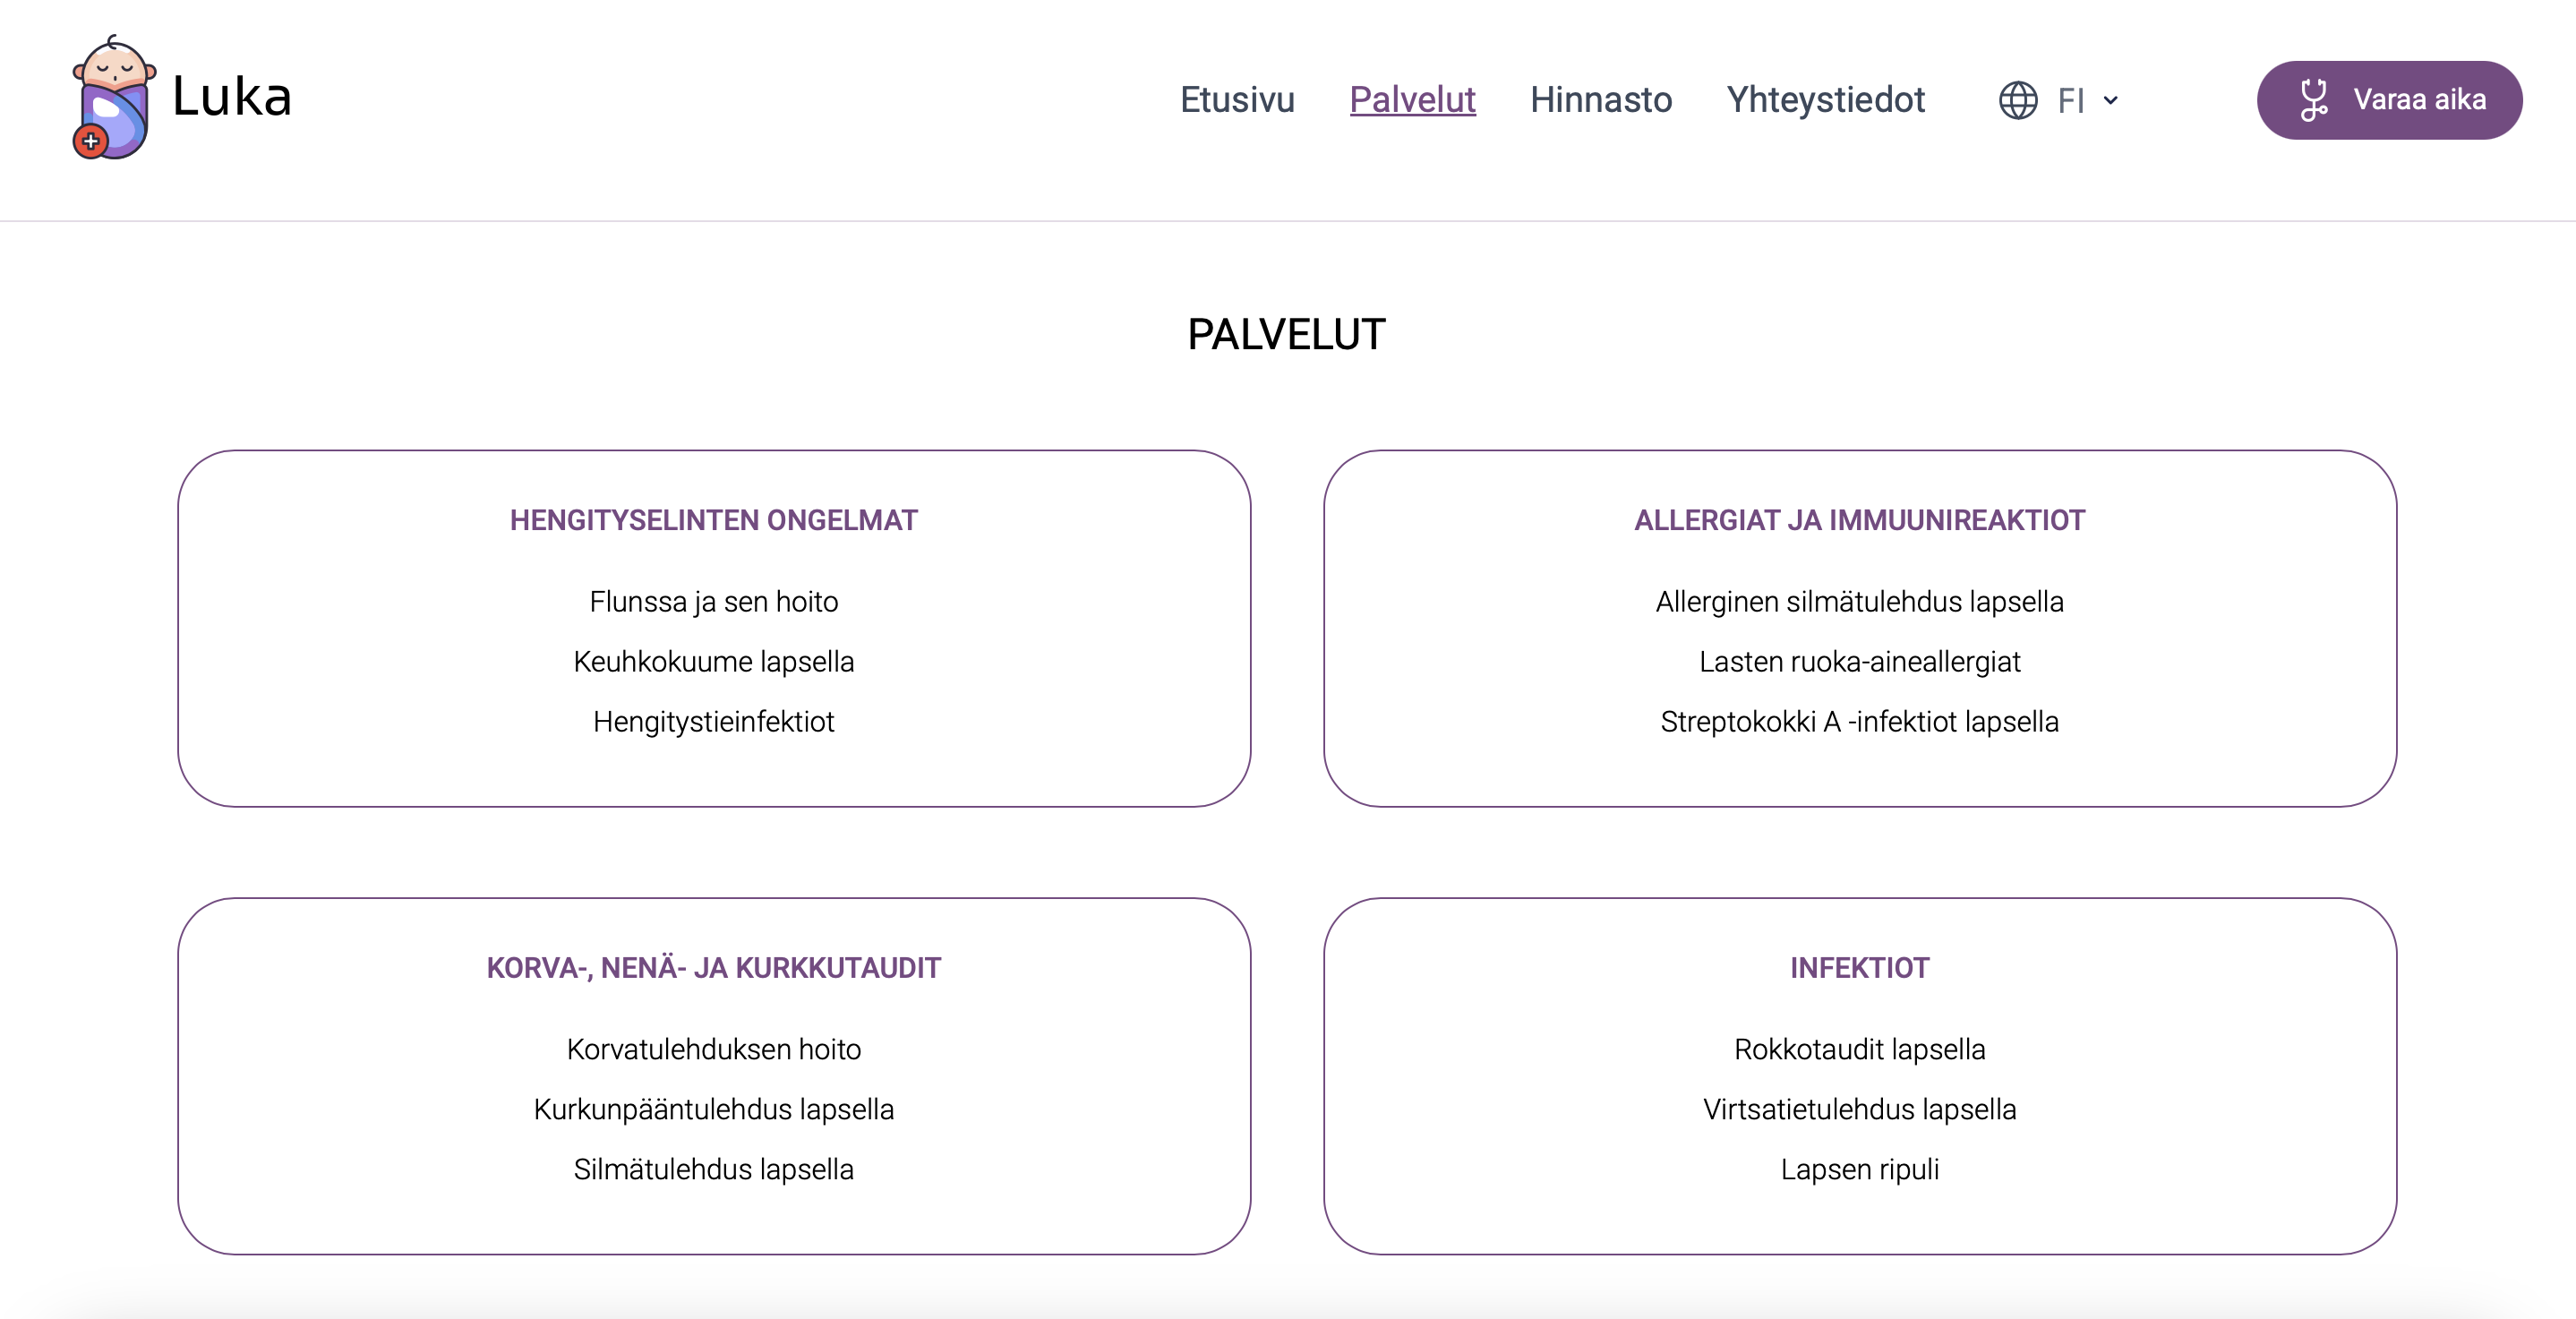 Luka
Etusivu Palvelut Hinnasto Yhteystiedot FI Varaa aika
PALVELUT
HENGITYSELINTEN ONGELMAT
Flunssa ja sen hoito
Keuhkokuume lapsella
Hengitystieinfektiot
ALLERGIAT JA IMMUUNIREAKTIOT
Allerginen silmätulehdus lapsella
Lasten ruoka-aineallergiat
Streptokokki A -infektiot lapsella
KORVA-, NENÄ- JA KURKKUTAUDIT
Korvatulehduksen hoito
Kurkunpääntulehdus lapsella
Silmätulehdus lapsella
INFEKTIOT
Rokkotaudit lapsella
Virtsatietulehdus lapsella
Lapsen ripuli